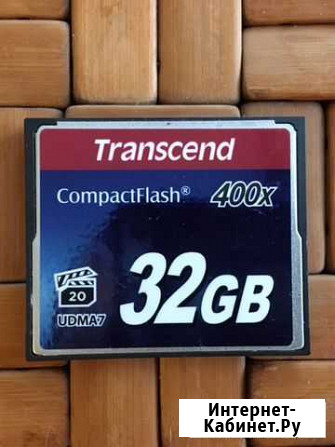 Transcend
CompactFlash® 400x
20
UDMA7
32GB
Интернет-
Кабинет.Ру